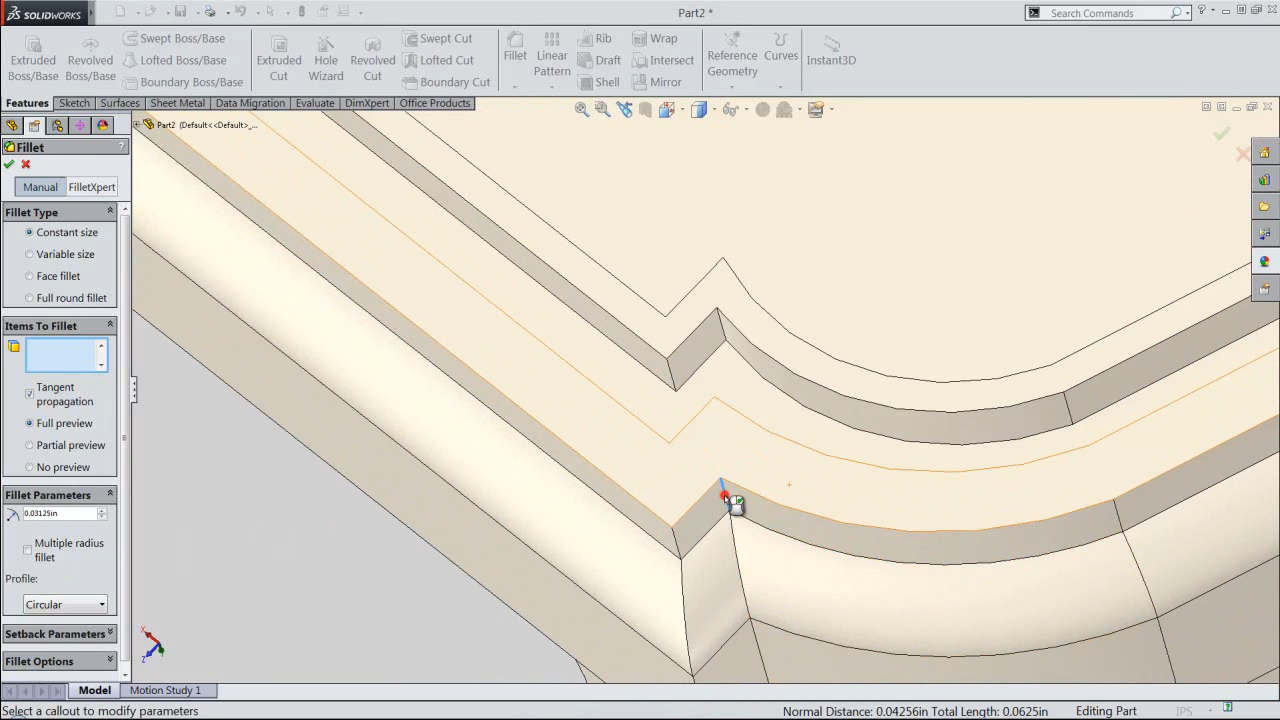 SOLIDWORKS
Part2 *
Search Commands
Extruded
Boss/Base
Revolved
Boss/Base
Swept Boss/Base
Lofted Boss/Base
Boundary Boss/Base
Extruded
Cut
Hole
Wizard
Revolved
Cut
Swept Cut
Lofted Cut
Boundary Cut
Fillet
Linear
Pattern
Rib
Draft
Shell
Wrap
Intersect
Mirror
Reference
Geometry
Curves
Instant3D
Features
Sketch
Surfaces
Sheet Metal
Data Migration
Evaluate
DimXpert
Office Products
Part2 (Default<<Default>_...
Fillet
?
Manual
FilletXpert
Fillet Type
Constant size
Variable size
Face fillet
Full round fillet
Items To Fillet
Tangent
propagation
Full preview
Partial preview
No preview
Fillet Parameters
0.03125in
Multiple radius
fillet
Profile:
Circular
Setback Parameters
Fillet Options
X
Z
Model
Motion Study 1
Select a callout to modify parameters
Normal Distance: 0.04256in Total Length: 0.0625in
Editing Part
IPS